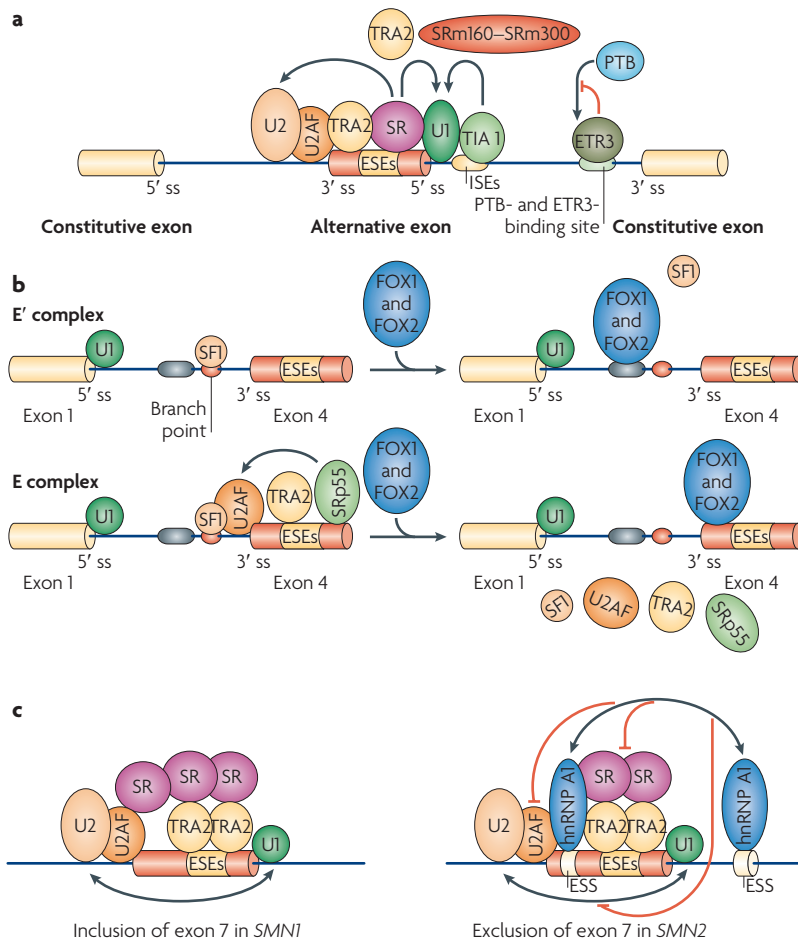 a
TRA2
SRm160–SRm300
PTB
U2
U2AF
TRA2
SR
U1
TIA 1
ETR3
ESEs
5′ ss
3′ ss
5′ ss
ISEs
3′ ss
PTB- and ETR3-
binding site
Constitutive exon
Alternative exon
Constitutive exon
b
E′ complex
FOX1
and
FOX2
SF1
FOX1
and
FOX2
U1
SF1
ESEs
U1
ESEs
5′ ss
3′ ss
5′ ss
3′ ss
Exon 1
Branch
point
Exon 4
Exon 1
Exon 4
E complex
FOX1
and
FOX2
FOX1
and
FOX2
U1
SF1
U2AF
TRA2
SRp55
ESEs
U1
ESEs
5′ ss
3′ ss
5′ ss
3′ ss
Exon 1
Exon 4
Exon 1
Exon 4
SF1
U2AF
TRA2
SRp55
c
SR
SR
SR
U2
U2AF
TRA2
TRA2
U1
ESEs
Inclusion of exon 7 in SMN1
hnRNP A1
SR
SR
hnRNP A1
U2
U2AF
TRA2
TRA2
U1
ESEs
ESS
ESS
Exclusion of exon 7 in SMN2